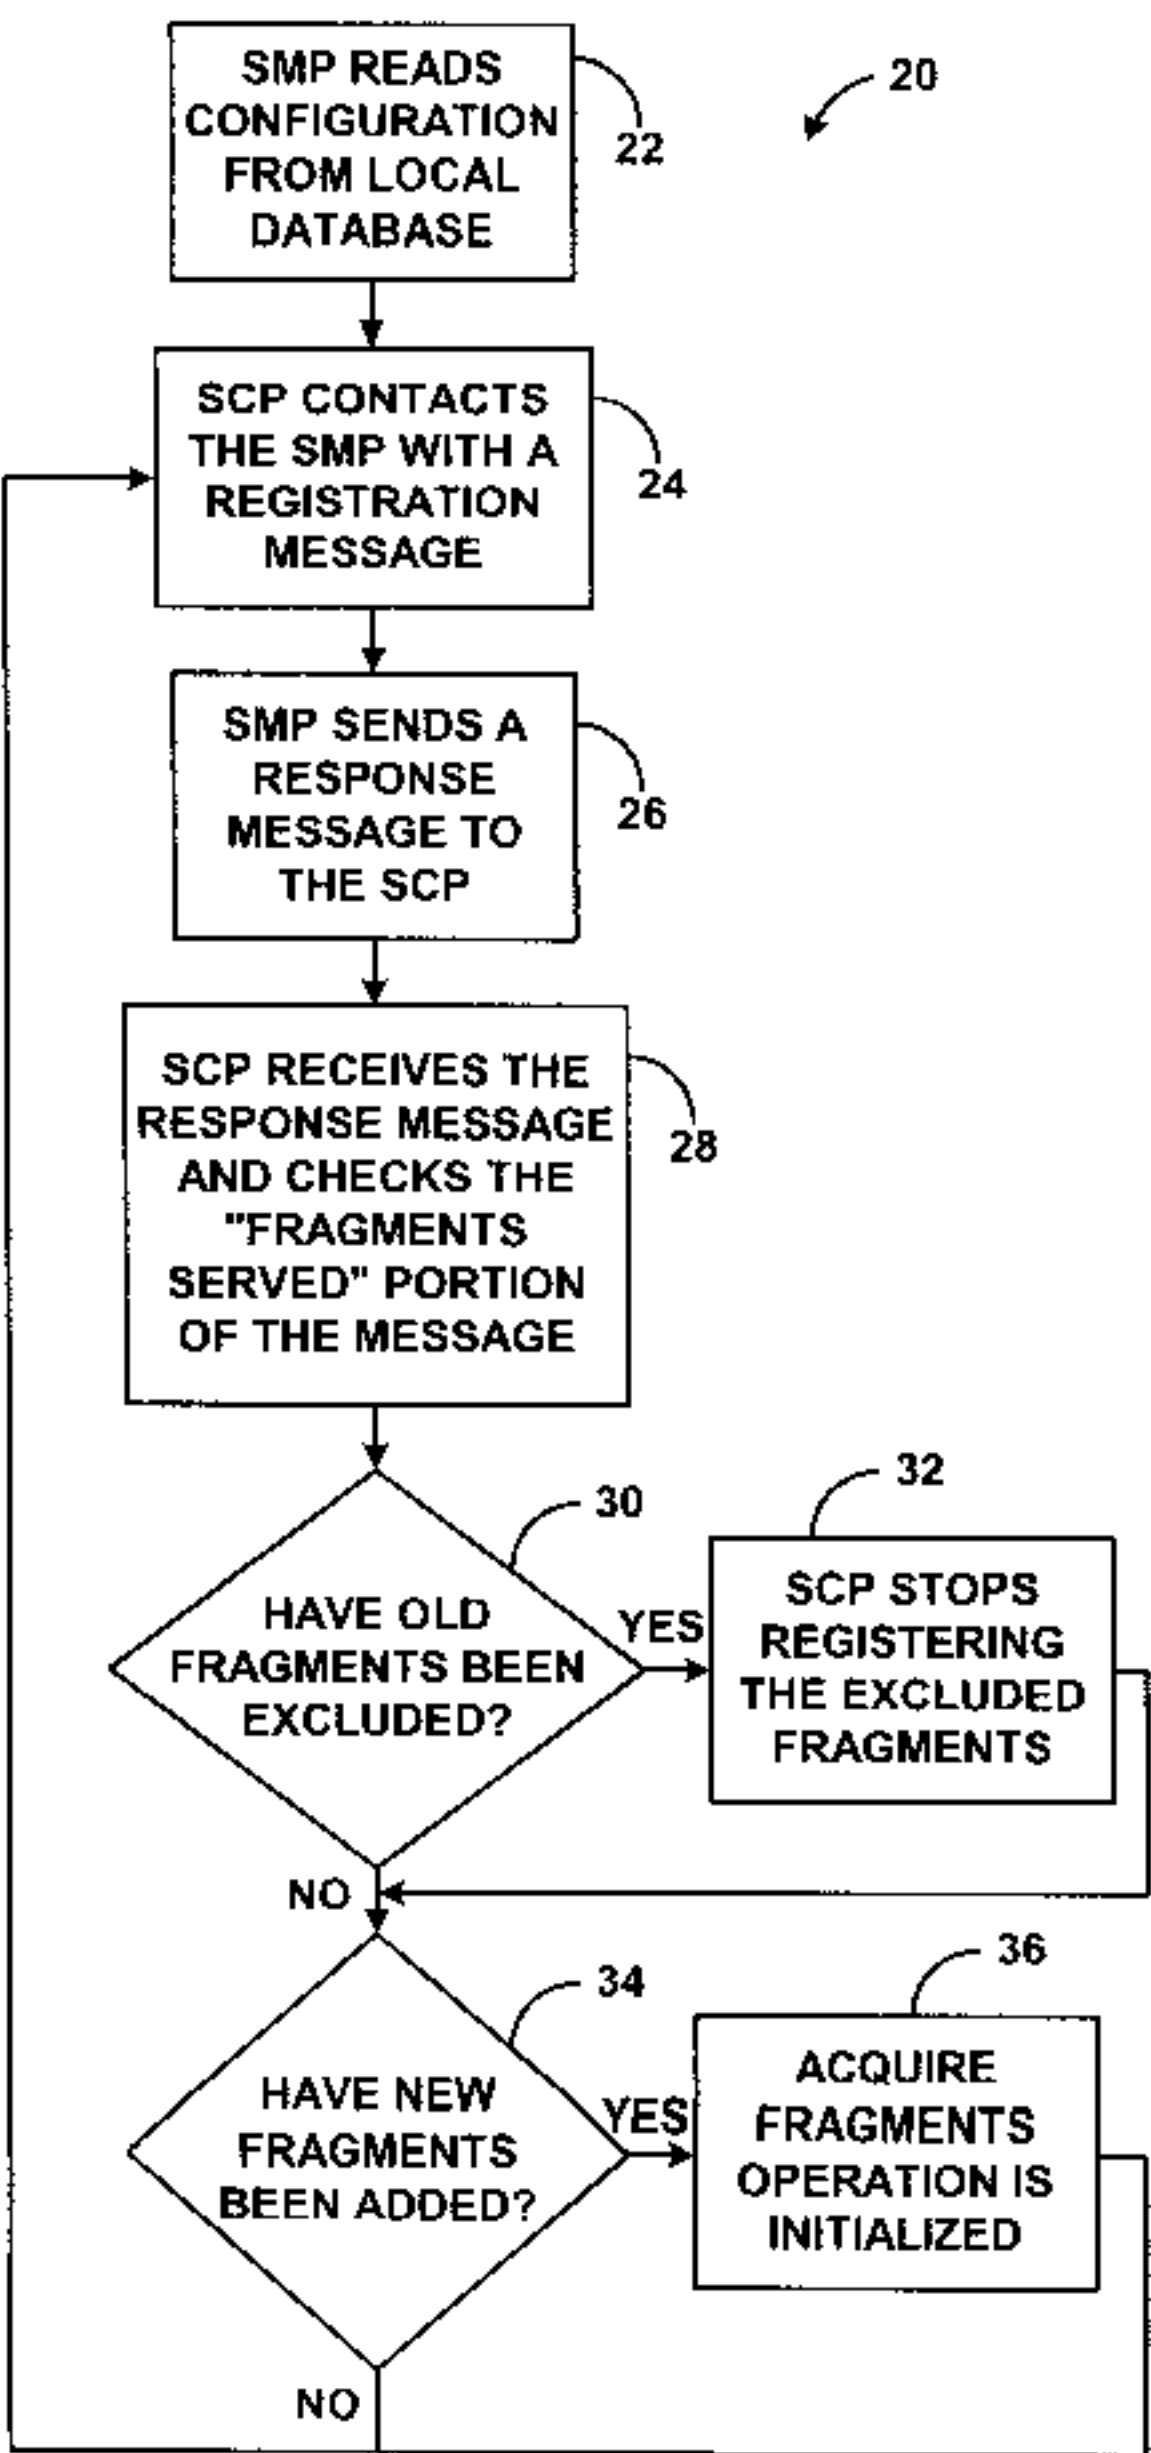 SMP READS
CONFIGURATION
FROM LOCAL
DATABASE
22
20
SCP CONTACTS
THE SMP WITH A
REGISTRATION
MESSAGE
24
SMP SENDS A
RESPONSE
MESSAGE TO
THE SCP
26
SCP RECEIVES THE
RESPONSE MESSAGE
AND CHECKS THE
"FRAGMENTS
SERVED" PORTION
OF THE MESSAGE
28
HAVE OLD
FRAGMENTS BEEN
EXCLUDED?
30
YES
32
SCP STOPS
REGISTERING
THE EXCLUDED
FRAGMENTS
NO
HAVE NEW
FRAGMENTS
BEEN ADDED?
34
YES
36
ACQUIRE
FRAGMENTS
OPERATION IS
INITIALIZED
NO